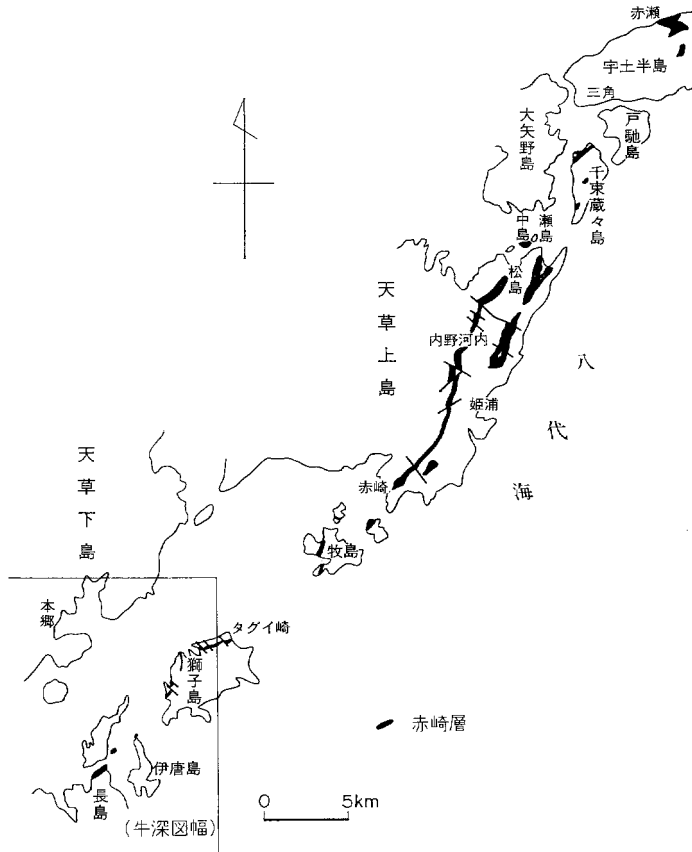 赤瀬
宇土半島
三角
大矢野島
戸馳島
千束蔵々島
中島
瀬島
松島
天草上島
内野河内
姫浦
八代海
天草下島
赤崎
牧島
本郷
タグイ崎
獅子島
赤崎層
伊唐島
長島
0 5km
(牛深図幅)